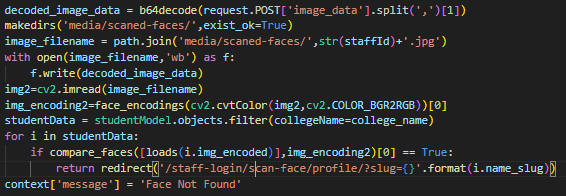 decoded_image_data = b64decode(request.POST['image_data'].split(',')[1])
makedirs('media/scaned-faces/',exist_ok=True)
image_filename = path.join('media/scaned-faces/',str(staffId)+'.jpg')
with open(image_filename,'wb') as f:
    f.write(decoded_image_data)
img2=cv2.imread(image_filename)
img_encoding2=face_encodings(cv2.cvtColor(img2,cv2.COLOR_BGR2RGB))[0]
studentData = studentModel.objects.filter(collegeName=college_name)
for i in studentData:
    if compare_faces([loads(i.img_encoded)],img_encoding2)[0] == True:
        return redirect('/staff-login/scan-face/profile/?slug={}'.format(i.name_slug))
context['message'] = 'Face Not Found'